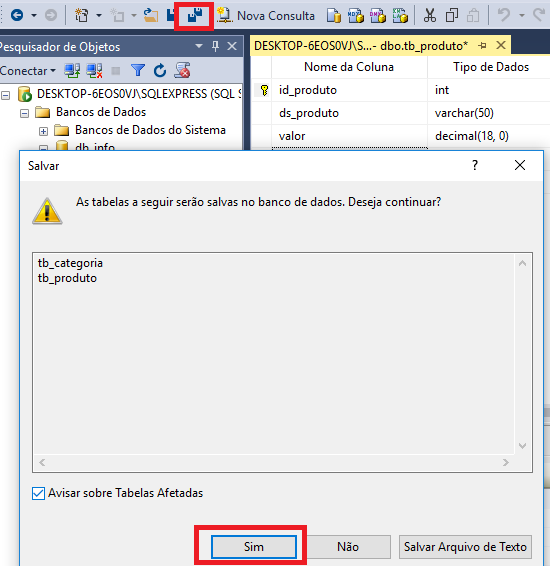 Nova Consulta
Pesquisador de Objetos
Conectar
DESKTOP-6EOS0VJ\SQLEXPRESS (SQL S
Bancos de Dados
Bancos de Dados do Sistema
db_info
DESKTOP-6EOS0VJ\S...- dbo.tb_produto*
Nome da Coluna Tipo de Dados
id_produto int
ds_produto varchar(50)
valor decimal(18, 0)
Salvar ?
As tabelas a seguir serão salvas no banco de dados. Deseja continuar?
tb_categoria
tb_produto
Avisar sobre Tabelas Afetadas
Sim Não Salvar Arquivo de Texto